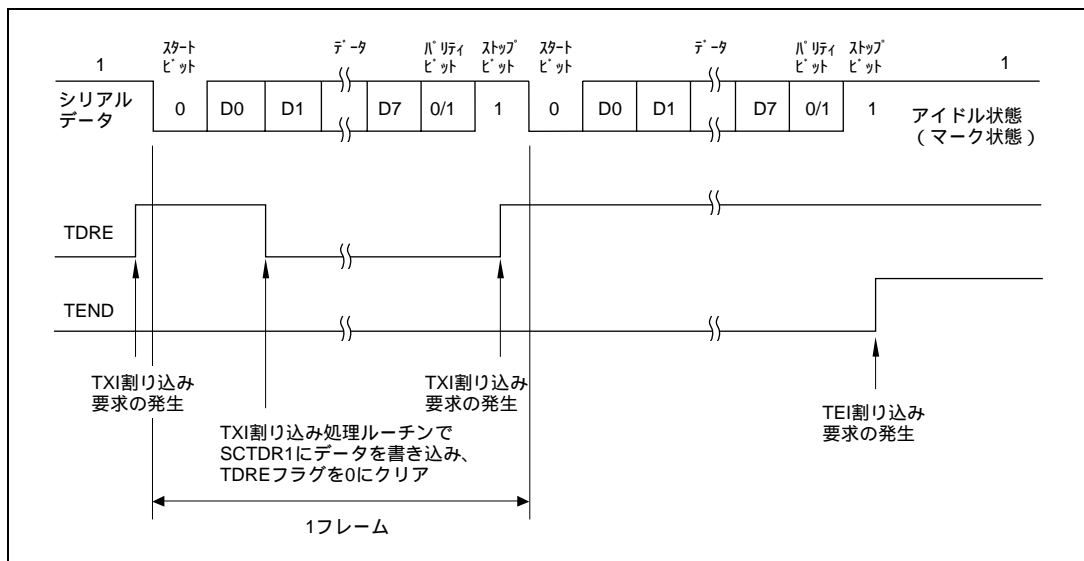 スタート
ビット
データ
パリティ
ビット
ストップ
ビット
スタート
ビット
データ
パリティ
ビット
ストップ
ビット
1
1
シリアル
データ
0
D0
D1
D7
0/1
1
0
D0
D1
D7
0/1
1
アイドル状態
(マーク状態)
TDRE
TEND
TXI割り込み
要求の発生
TXI割り込み
要求の発生
TEI割り込み
要求の発生
TXI割り込み処理ルーチンで
SCTDR1にデータを書き込み、
TDREフラグを0にクリア
1フレーム